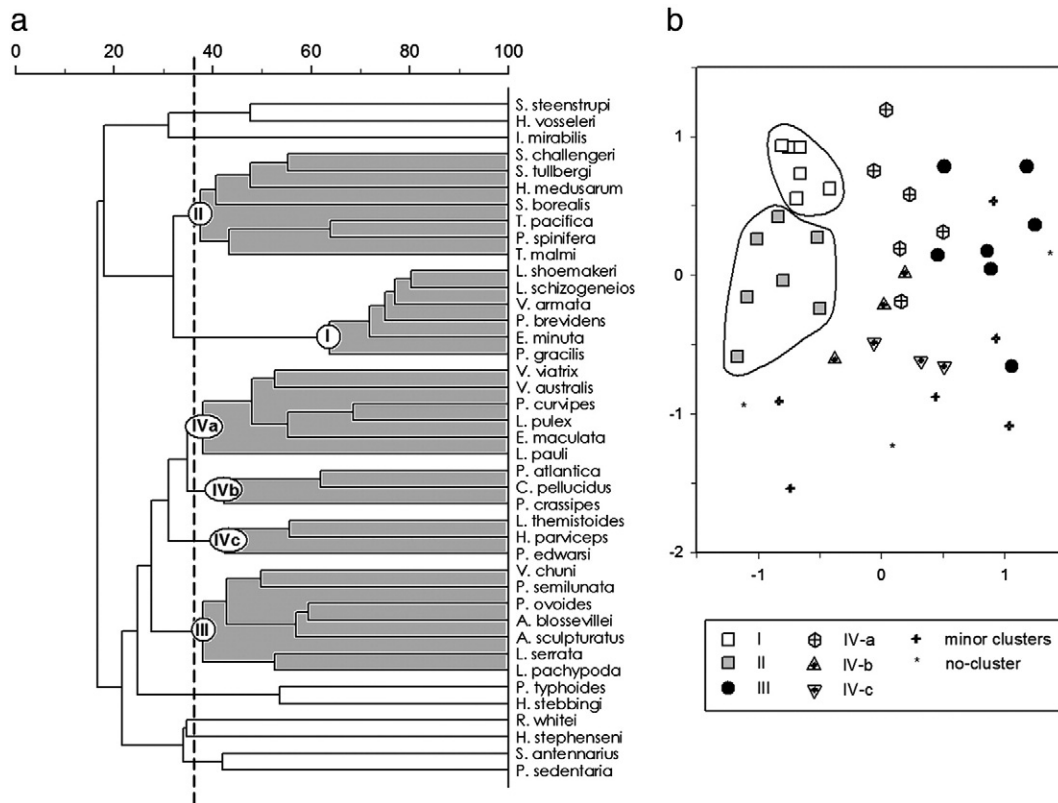 a
b
0 20 40 60 80 100
S. steenstrupi
H. vosseleri
I. mirabilis
S. challengeri
S. tullbergi
H. medusarum
S. borealis
T. pacifica
P. spinifera
T. malmi
L. shoemakeri
L. schizogeneios
V. armata
P. brevidens
E. minuta
P. gracilis
V. viatrix
V. australis
P. curvipes
L. pulex
E. maculata
L. pauli
P. atlantica
C. pellucidus
P. crassipes
L. themistoides
H. parviceps
P. edwarsi
V. chuni
P. semilunata
P. ovoides
A. blossevillei
A. sculpturatus
L. serrata
L. pachypoda
P. typhoides
H. stebbingi
R. whitei
H. stephenseni
S. antennarius
P. sedentaria
II
I
IVa
IVb
IVc
III
1
0
-1
-2
-1 0 1
I IV-a minor clusters
II IV-b * no-cluster
III IV-c